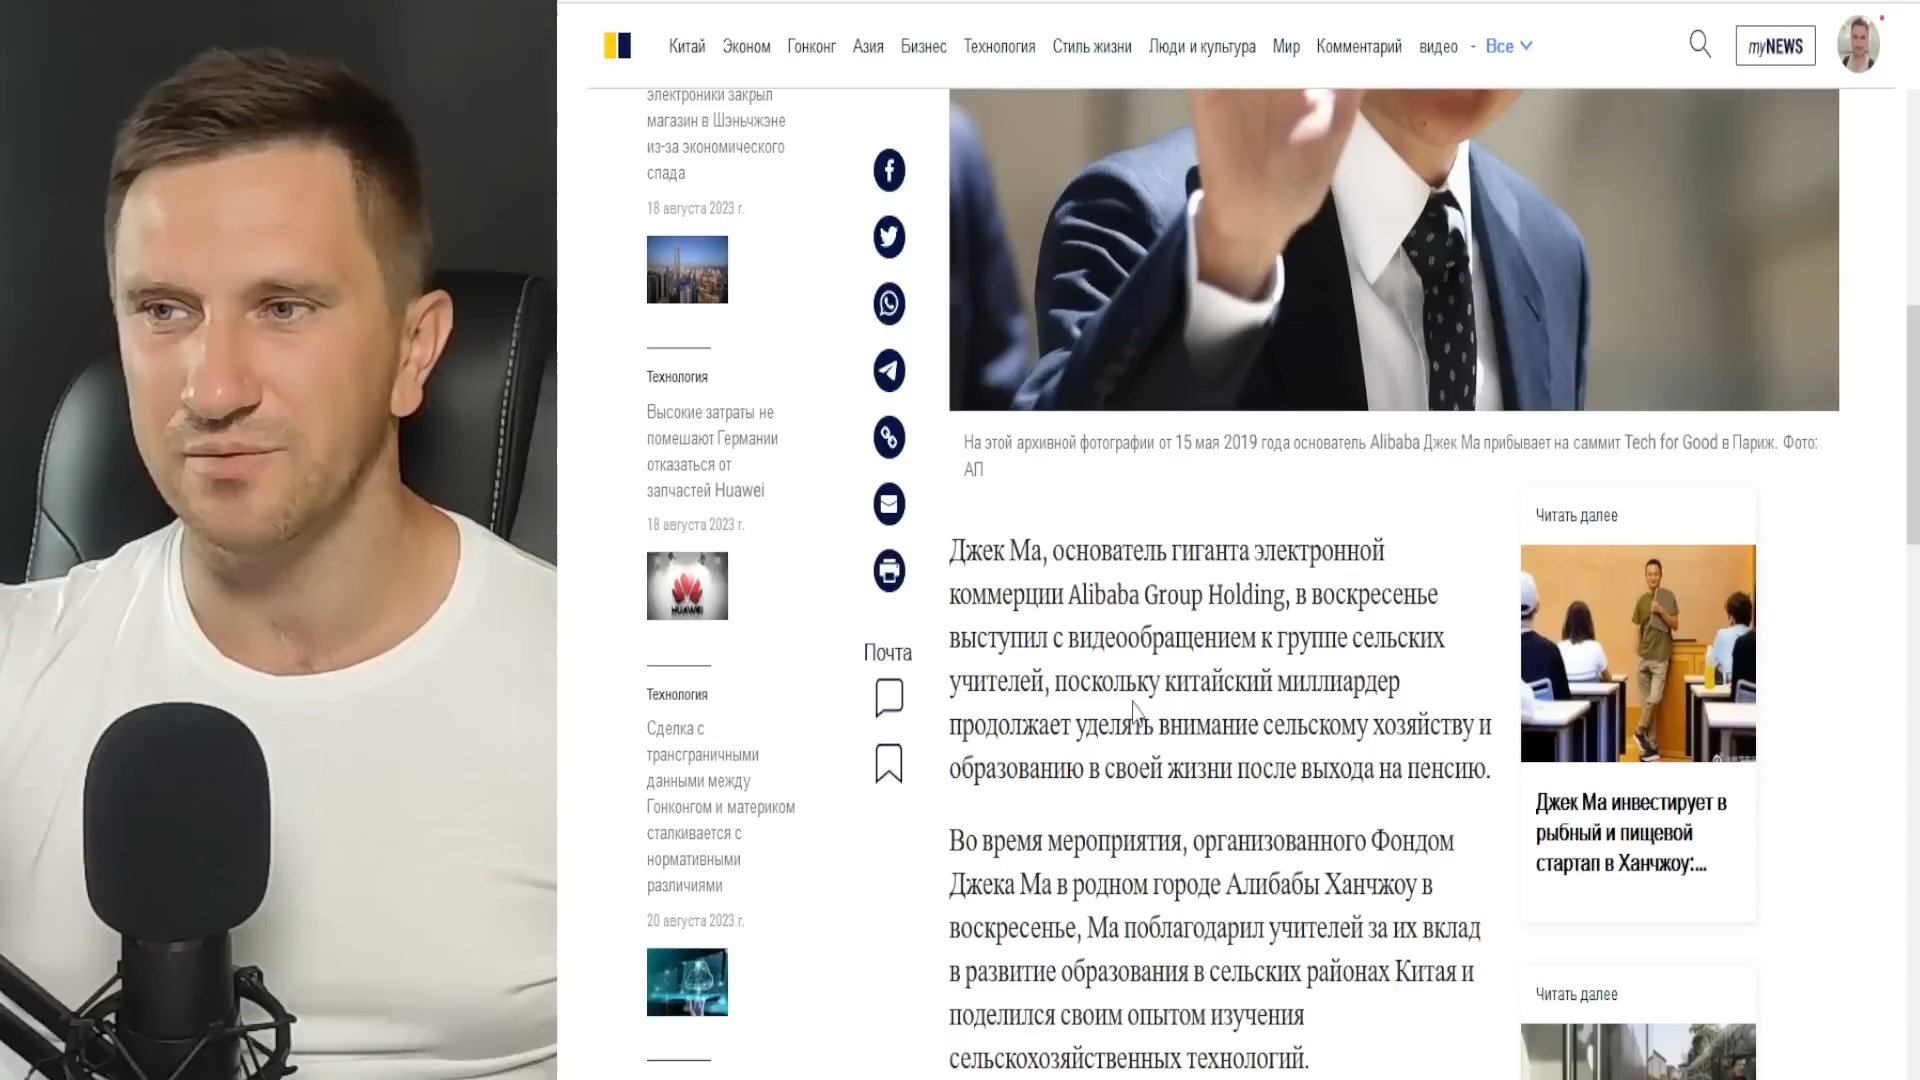 Китай Эконом Гонконг Азия Бизнес Технология Стиль жизни Люди и культура Мир Комментарий видео - Все
myNEWS
электроники закрыл
магазин в Шэньчжэне
из-за экономического
спада
18 августа 2023 г.
Технология
Высокие затраты не
помешают Германии
отказаться от
запчастей Huawei
18 августа 2023 г.
HUAWEI
Технология
Сделка с
трансграничными
данными между
Гонконгом и материком
сталкивается с
нормативными
различиями
20 августа 2023 г.
Почта
На этой архивной фотографии от 15 мая 2019 года основатель Alibaba Джек Ма прибывает на саммит Tech for Good в Париж. Фото:
АП
Джек Ма, основатель гиганта электронной
коммерции Alibaba Group Holding, в воскресенье
выступил с видеообращением к группе сельских
учителей, поскольку китайский миллиардер
продолжает уделять внимание сельскому хозяйству и
образованию в своей жизни после выхода на пенсию.
Во время мероприятия, организованного Фондом
Джека Ма в родном городе Алибабы Ханчжоу в
воскресенье, Ма поблагодарил учителей за их вклад
в развитие образования в сельских районах Китая и
поделился своим опытом изучения
сельскохозяйственных технологий.
Читать далее
Джек Ма инвестирует в
рыбный и пищевой
стартап в Ханчжоу:...
Читать далее